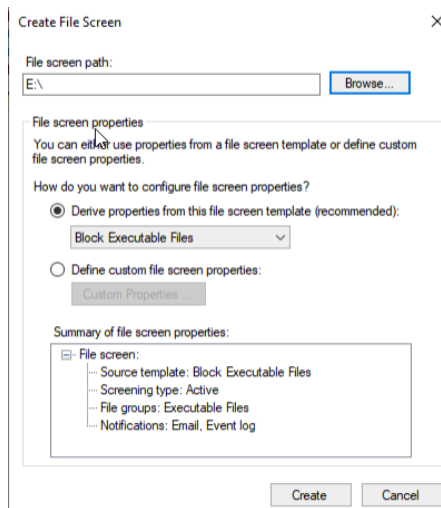 Create File Screen
File screen path:
E:\
Browse...
File screen properties
You can either use properties from a file screen template or define custom
file screen properties.
How do you want to configure file screen properties?
Derive properties from this file screen template (recommended):
Block Executable Files
Define custom file screen properties:
Custom Properties ...
Summary of file screen properties:
File screen:
Source template: Block Executable Files
Screening type: Active
File groups: Executable Files
Notifications: Email, Event log
Create
Cancel